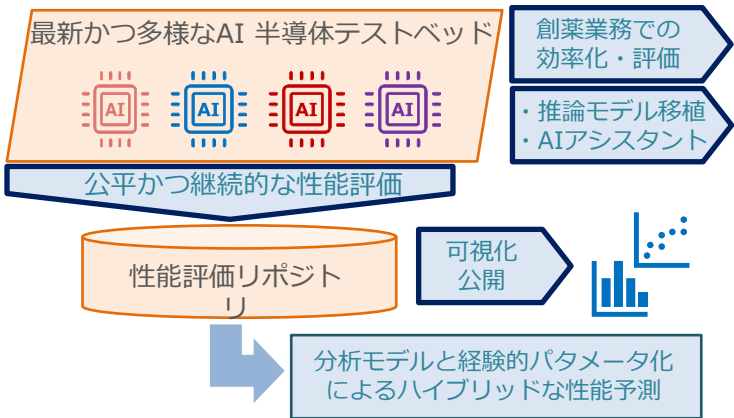 最新かつ多様なAI 半導体テストベッド
AI
AI
AI
AI
創薬業務での
効率化・評価
・推論モデル移植
・AIアシスタント
公平かつ継続的な性能評価
性能評価リポジト
リ
可視化
公開
分析モデルと経験的パタメータ化
によるハイブリッドな性能予測